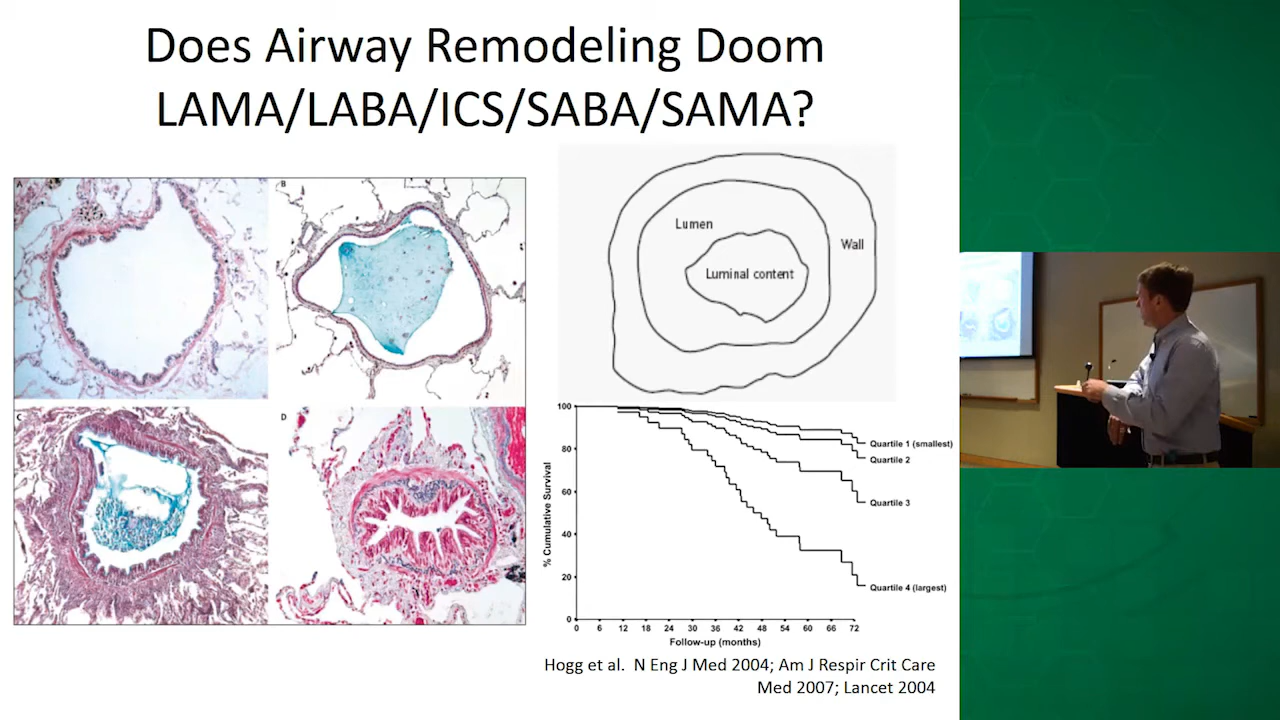 Does Airway Remodeling Doom
LAMA/LABA/ICS/SABA/SAMA?
A
B
C
D
Lumen
Wall
Luminal content
% Cumulative Survival
100
80
60
40
20
0
0 6 12 18 24 30 36 42 48 54 60 66 72
Follow-up (months)
Quartile 1 (smallest)
Quartile 2
Quartile 3
Quartile 4 (largest)
Hogg et al. N Eng J Med 2004; Am J Respir Crit Care
Med 2007; Lancet 2004